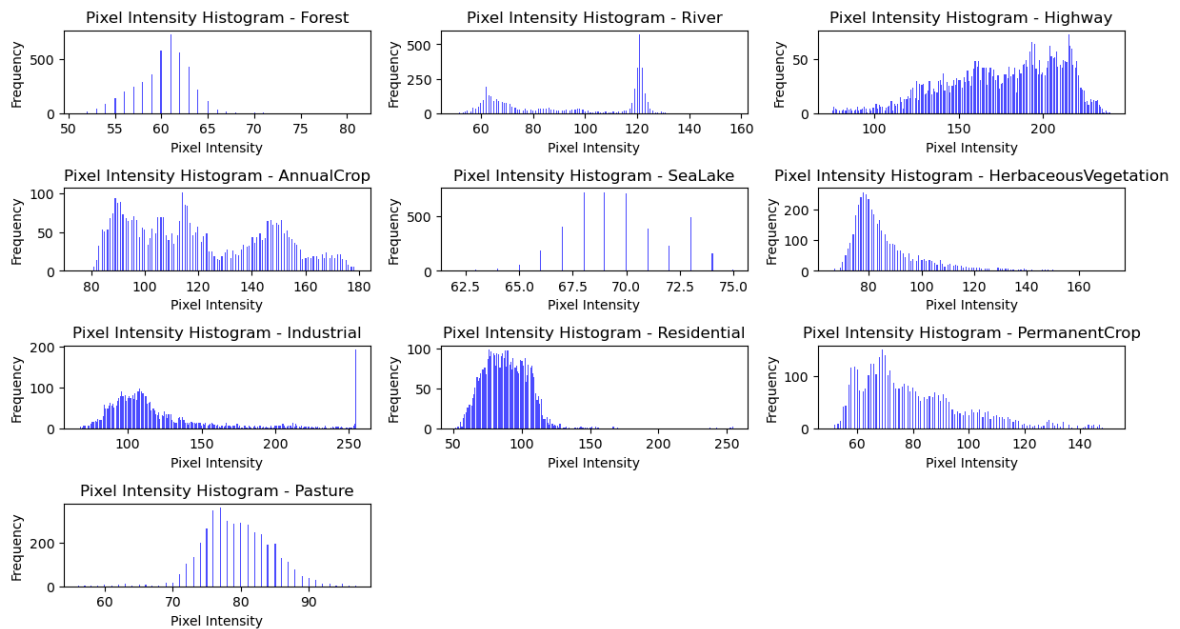 Pixel Intensity Histogram - Forest
Frequency
500
0
50 55 60 65 70 75 80
Pixel Intensity
Pixel Intensity Histogram - River
Frequency
500
250
0
60 80 100 120 140 160
Pixel Intensity
Pixel Intensity Histogram - Highway
Frequency
50
0
100 150 200
Pixel Intensity
Pixel Intensity Histogram - AnnualCrop
Frequency
100
50
0
80 100 120 140 160 180
Pixel Intensity
Pixel Intensity Histogram - SeaLake
Frequency
500
0
62.5 65.0 67.5 70.0 72.5 75.0
Pixel Intensity
Pixel Intensity Histogram - HerbaceousVegetation
Frequency
200
100
0
80 100 120 140 160
Pixel Intensity
Pixel Intensity Histogram - Industrial
Frequency
200
100
0
100 150 200 250
Pixel Intensity
Pixel Intensity Histogram - Residential
Frequency
100
50
0
50 100 150 200 250
Pixel Intensity
Pixel Intensity Histogram - PermanentCrop
Frequency
100
0
60 80 100 120 140
Pixel Intensity
Pixel Intensity Histogram - Pasture
Frequency
200
0
60 70 80 90
Pixel Intensity